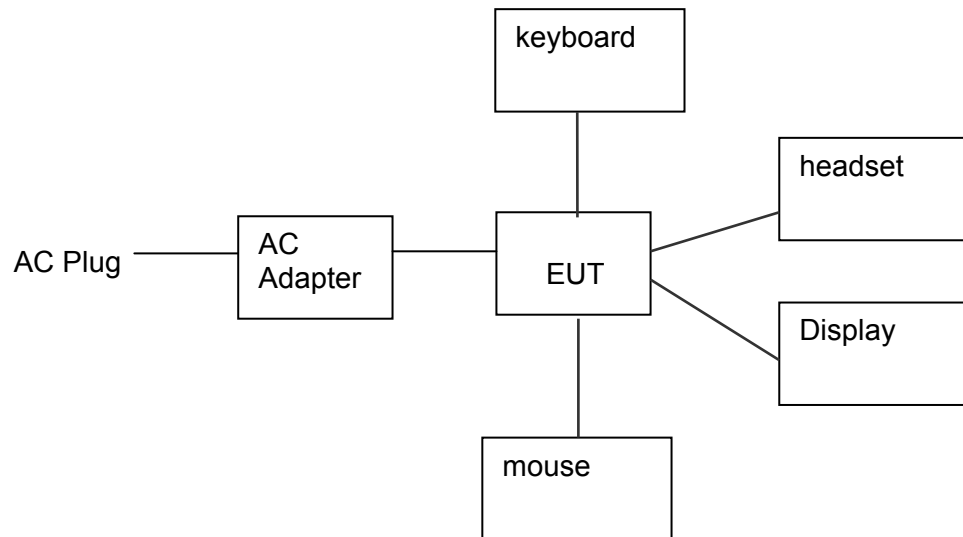 keyboard
headset
AC Plug
AC
Adapter
EUT
Display
mouse